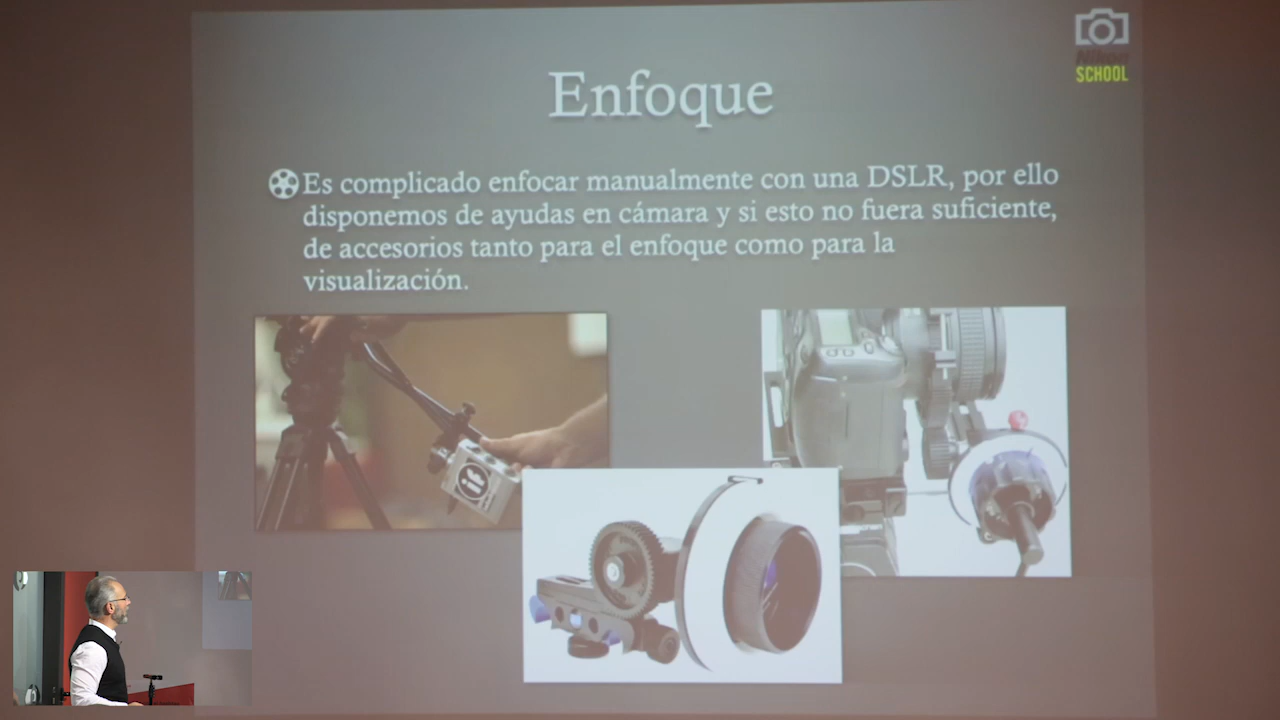 SCHOOL
Enfoque
Es complicado enfocar manualmente con una DSLR, por ello
disponemos de ayudas en cámara y si esto no fuera suficiente,
de accesorios tanto para el enfoque como para la
visualización.